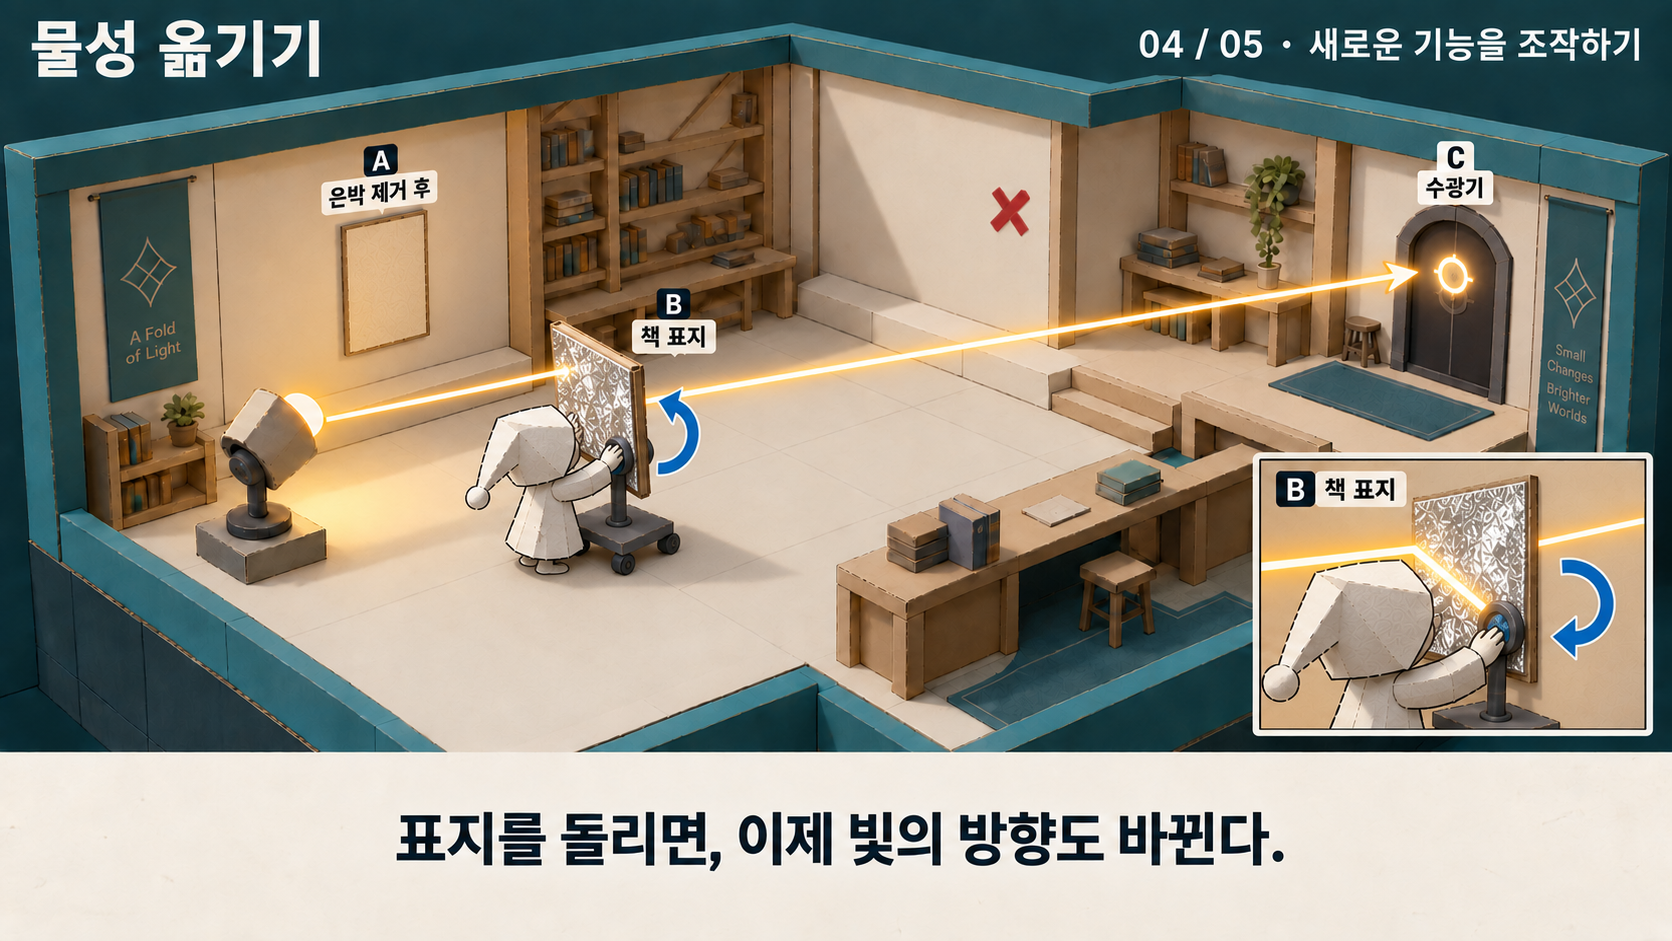 물성 옮기기
04 / 05 · 새로운 기능을 조작하기
A
은박 제거 후
B
책 표지
C
수광기
A Fold
of Light
Small
Changes
Brighter
Worlds
B 책 표지
표지를 돌리면, 이제 빛의 방향도 바뀐다.